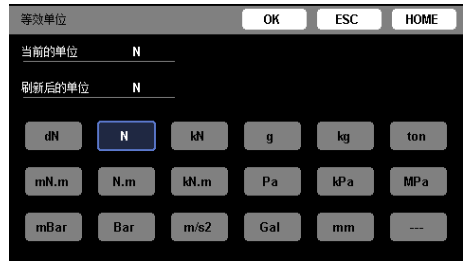 等效单位 OK ESC HOME
当前的单位 N
刷新后的单位 N
dN N kN g kg ton
mN.m N.m kN.m Pa kPa MPa
mBar Bar m/s2 Gal mm ---